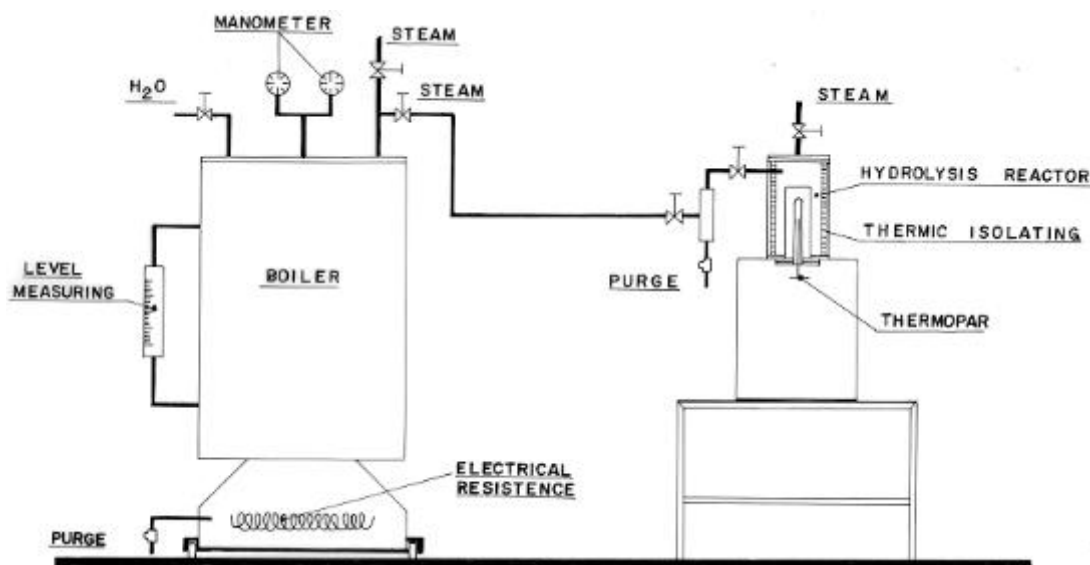 MANOMETER
STEAM
H₂O
STEAM
STEAM
HYDROLYSIS REACTOR
THERMIC ISOLATING
LEVEL
MEASURING
BOILER
PURGE
THERMOPAR
ELECTRICAL
RESISTENCE
PURGE